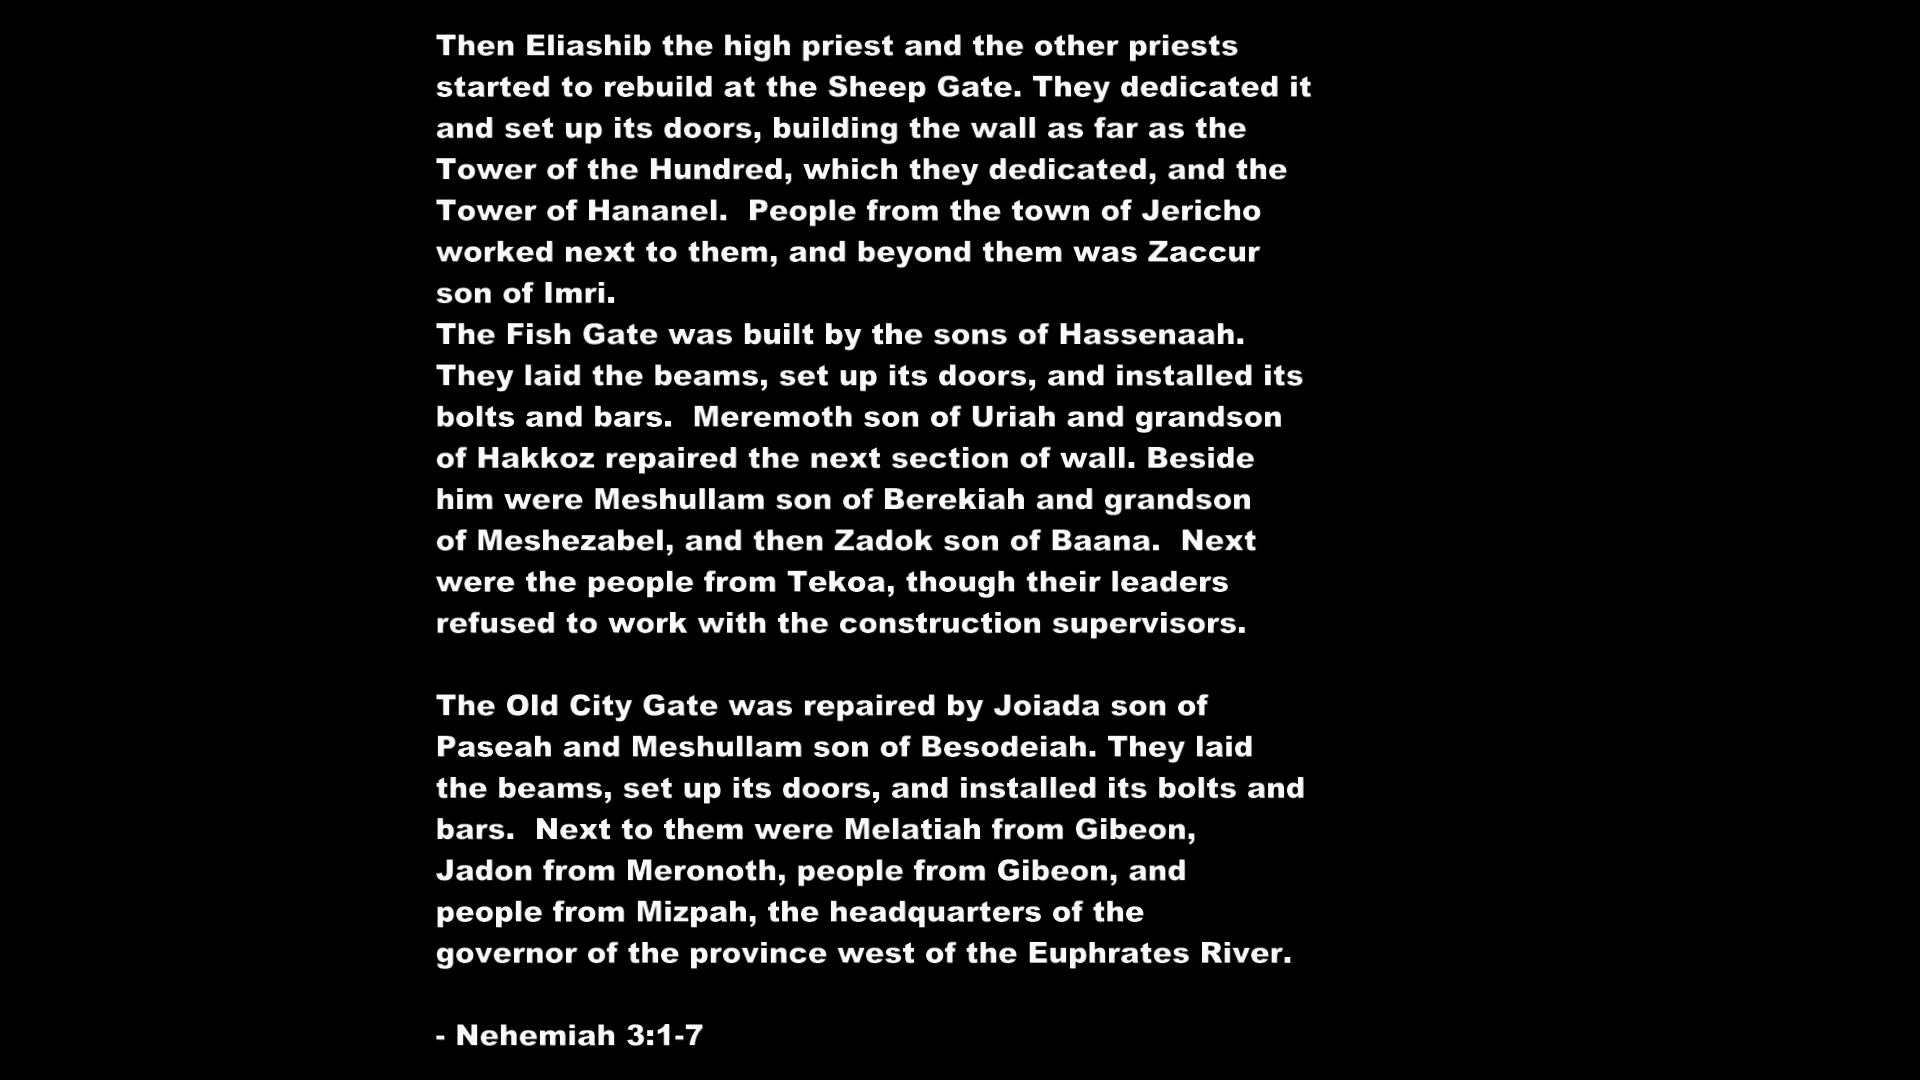 Then Eliashib the high priest and the other priests
started to rebuild at the Sheep Gate. They dedicated it
and set up its doors, building the wall as far as the
Tower of the Hundred, which they dedicated, and the
Tower of Hananel.  People from the town of Jericho
worked next to them, and beyond them was Zaccur
son of Imri.
The Fish Gate was built by the sons of Hassenaah.
They laid the beams, set up its doors, and installed its
bolts and bars.  Meremoth son of Uriah and grandson
of Hakkoz repaired the next section of wall. Beside
him were Meshullam son of Berekiah and grandson
of Meshezabel, and then Zadok son of Baana.  Next
were the people from Tekoa, though their leaders
refused to work with the construction supervisors.

The Old City Gate was repaired by Joiada son of
Paseah and Meshullam son of Besodeiah. They laid
the beams, set up its doors, and installed its bolts and
bars.  Next to them were Melatiah from Gibeon,
Jadon from Meronoth, people from Gibeon, and
people from Mizpah, the headquarters of the
governor of the province west of the Euphrates River.

- Nehemiah 3:1-7